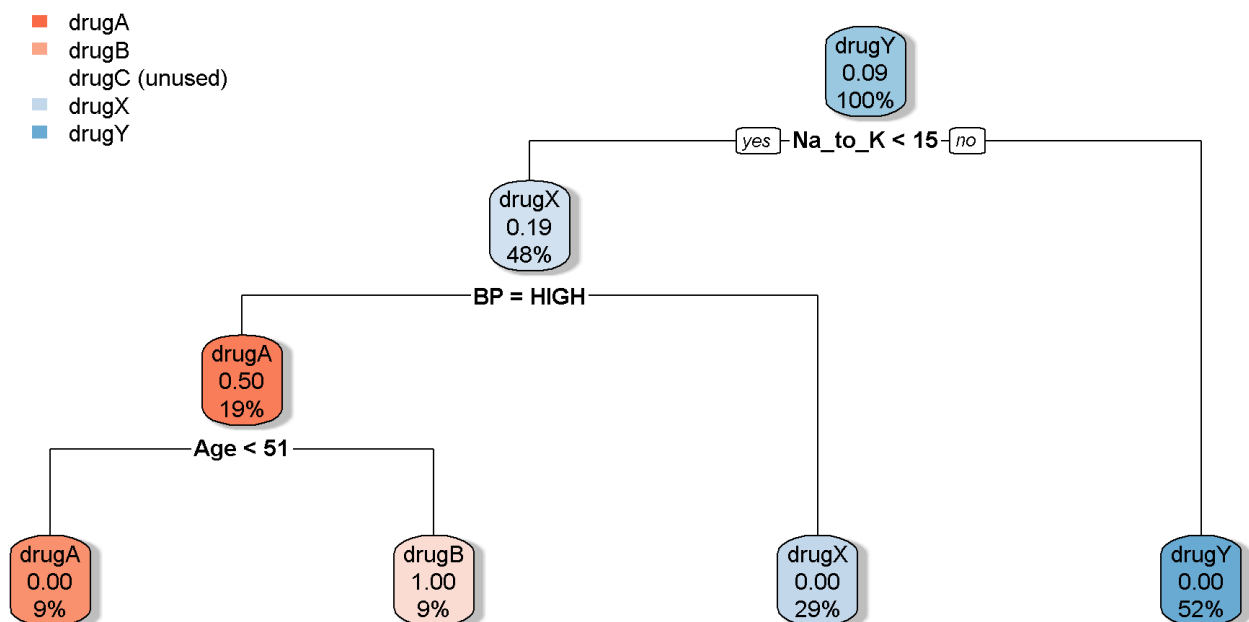 drugA
drugB
drugC (unused)
drugX
drugY
drugY
0.09
100%
yes Na_to_K < 15 no
drugX
0.19
48%
BP = HIGH
drugA
0.50
19%
Age < 51
drugA
0.00
9%
drugB
1.00
9%
drugX
0.00
29%
drugY
0.00
52%